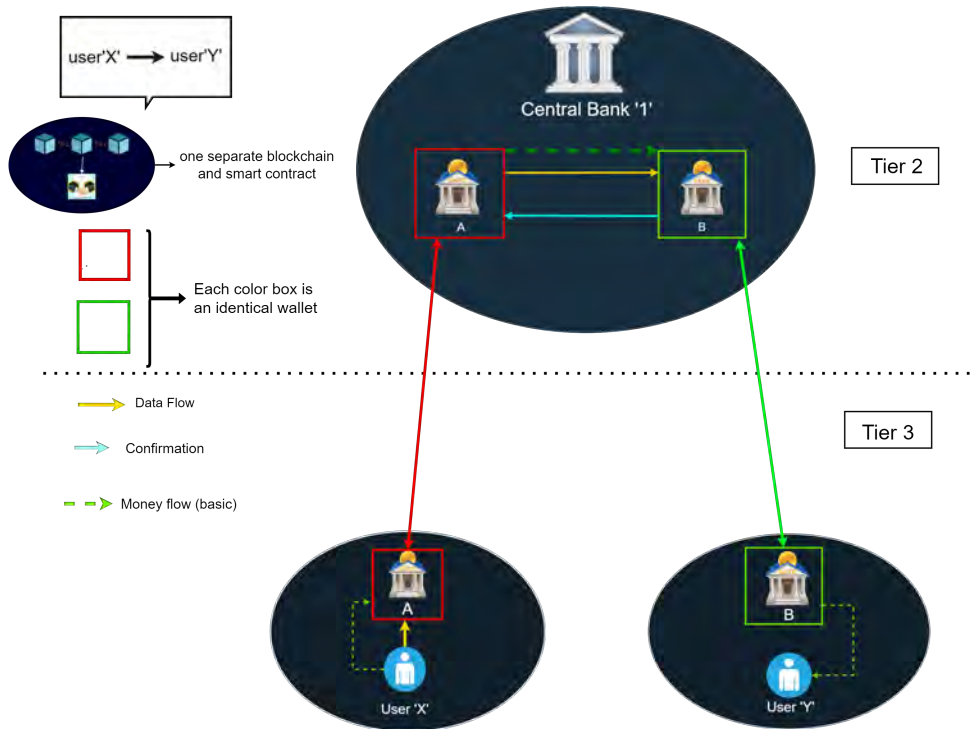 user'X' user'Y'
Central Bank '1'
one separate blockchain
and smart contract
Tier 2
A
B
Each color box is
an identical wallet
Data Flow
Tier 3
Confirmation
Money flow (basic)
A
B
User 'X'
User 'Y'